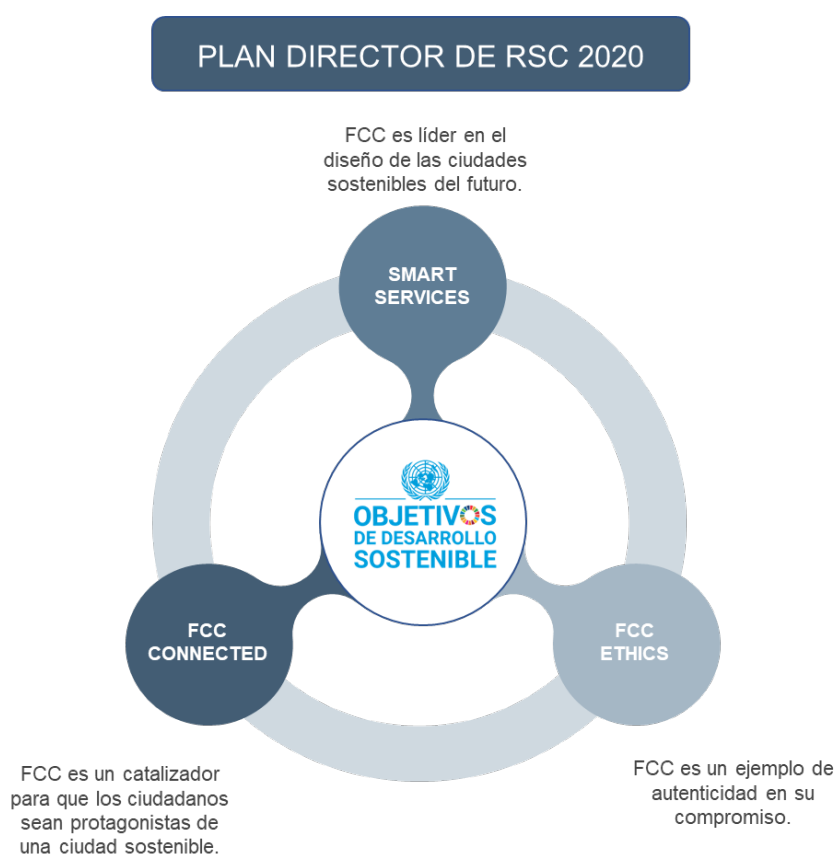 PLAN DIRECTOR DE RSC 2020
FCC es líder en el
diseño de las ciudades
sostenibles del futuro.
SMART
SERVICES
OBJETIVOS
DE DESARROLLO
SOSTENIBLE
FCC
CONNECTED
FCC
ETHICS
FCC es un catalizador
para que los ciudadanos
sean protagonistas de
una ciudad sostenible.
FCC es un ejemplo de
autenticidad en su
compromiso.